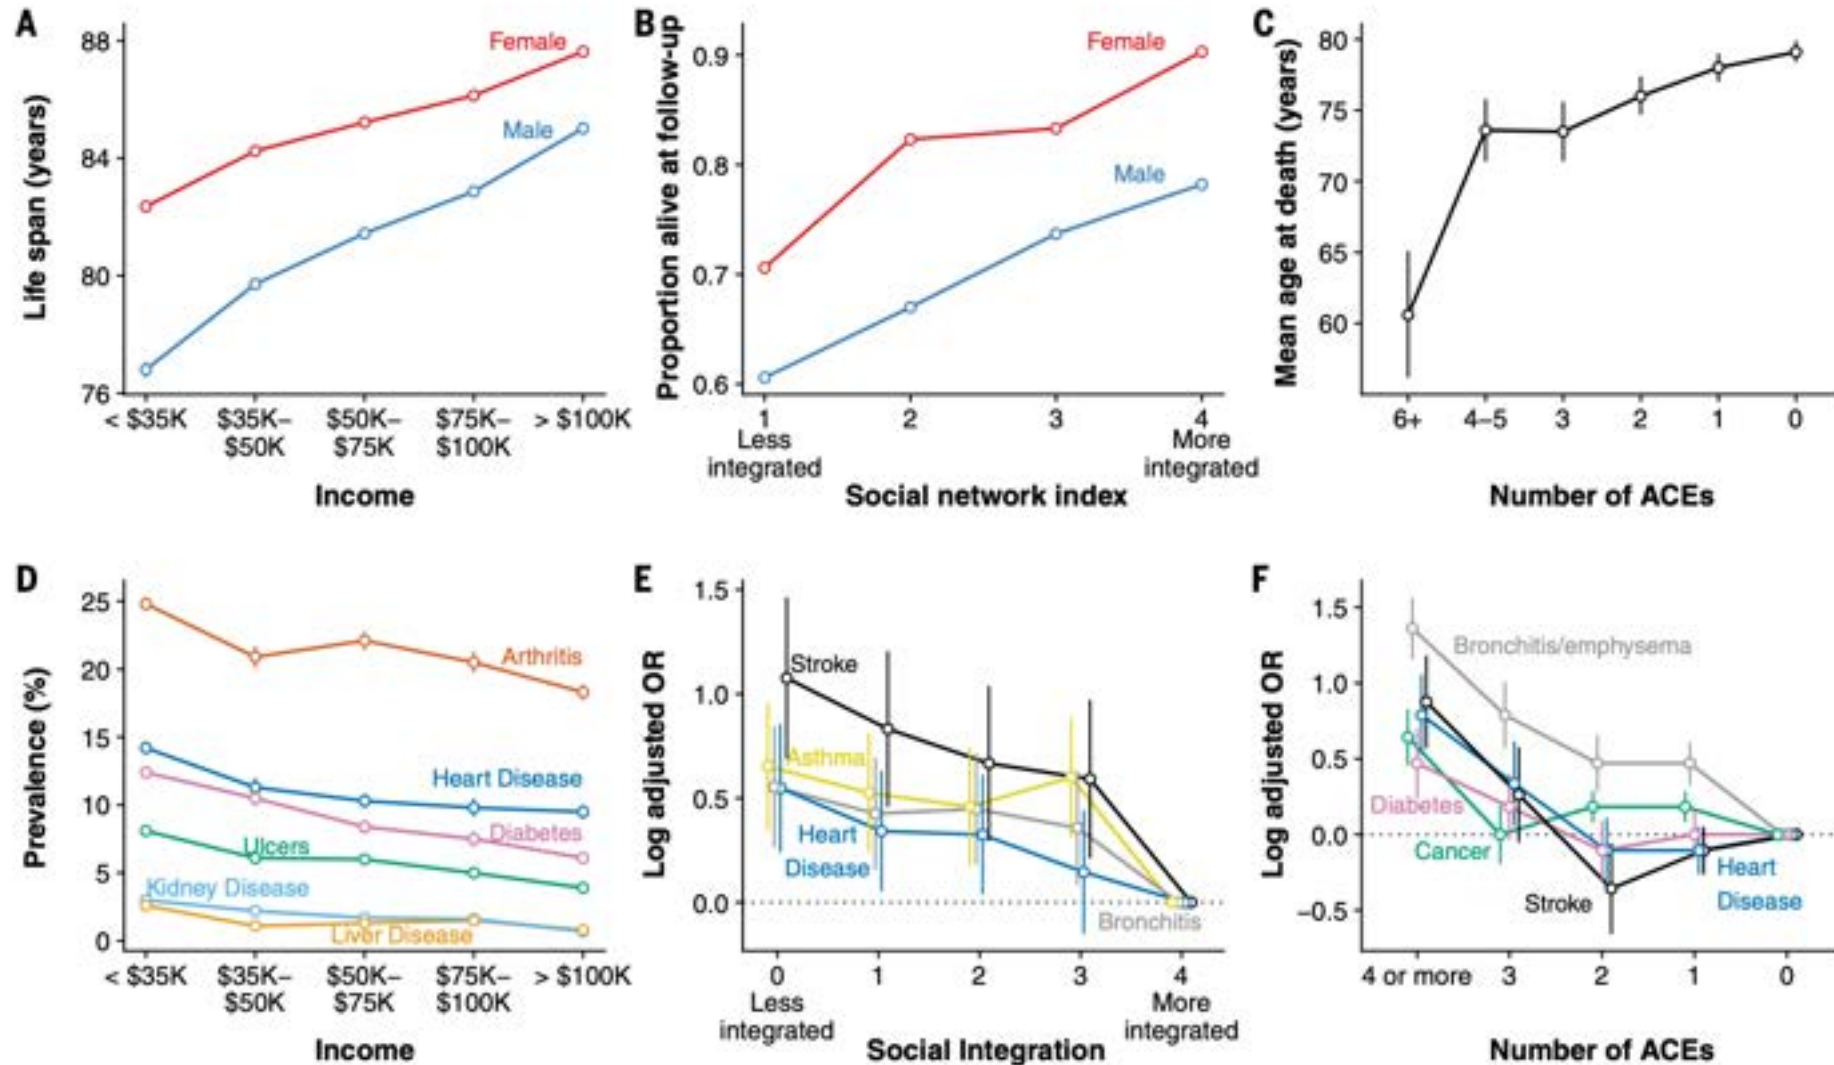 A
Life span (years)
88
84
80
76
Female
Male
< $35K
$35K–
$50K
$50K–
$75K
$75K–
$100K
> $100K
Income
B
Proportion alive at follow-up
0.9
0.8
0.7
0.6
Female
Male
1
2
3
4
Less
integrated
More
integrated
Social network index
C
Mean age at death (years)
80
75
70
65
60
6+
4–5
3
2
1
0
Number of ACEs
D
Prevalence (%)
25
20
15
10
5
0
Arthritis
Heart Disease
Diabetes
Ulcers
Kidney Disease
Liver Disease
< $35K
$35K–
$50K
$50K–
$75K
$75K–
$100K
> $100K
Income
E
Log adjusted OR
1.5
1.0
0.5
0.0
Stroke
Asthma
Heart
Disease
Bronchitis
0
1
2
3
4
Less
integrated
More
integrated
Social Integration
F
Log adjusted OR
1.5
1.0
0.5
0.0
−0.5
Bronchitis/emphysema
Diabetes
Cancer
Stroke
Heart
Disease
4 or more
3
2
1
0
Number of ACEs